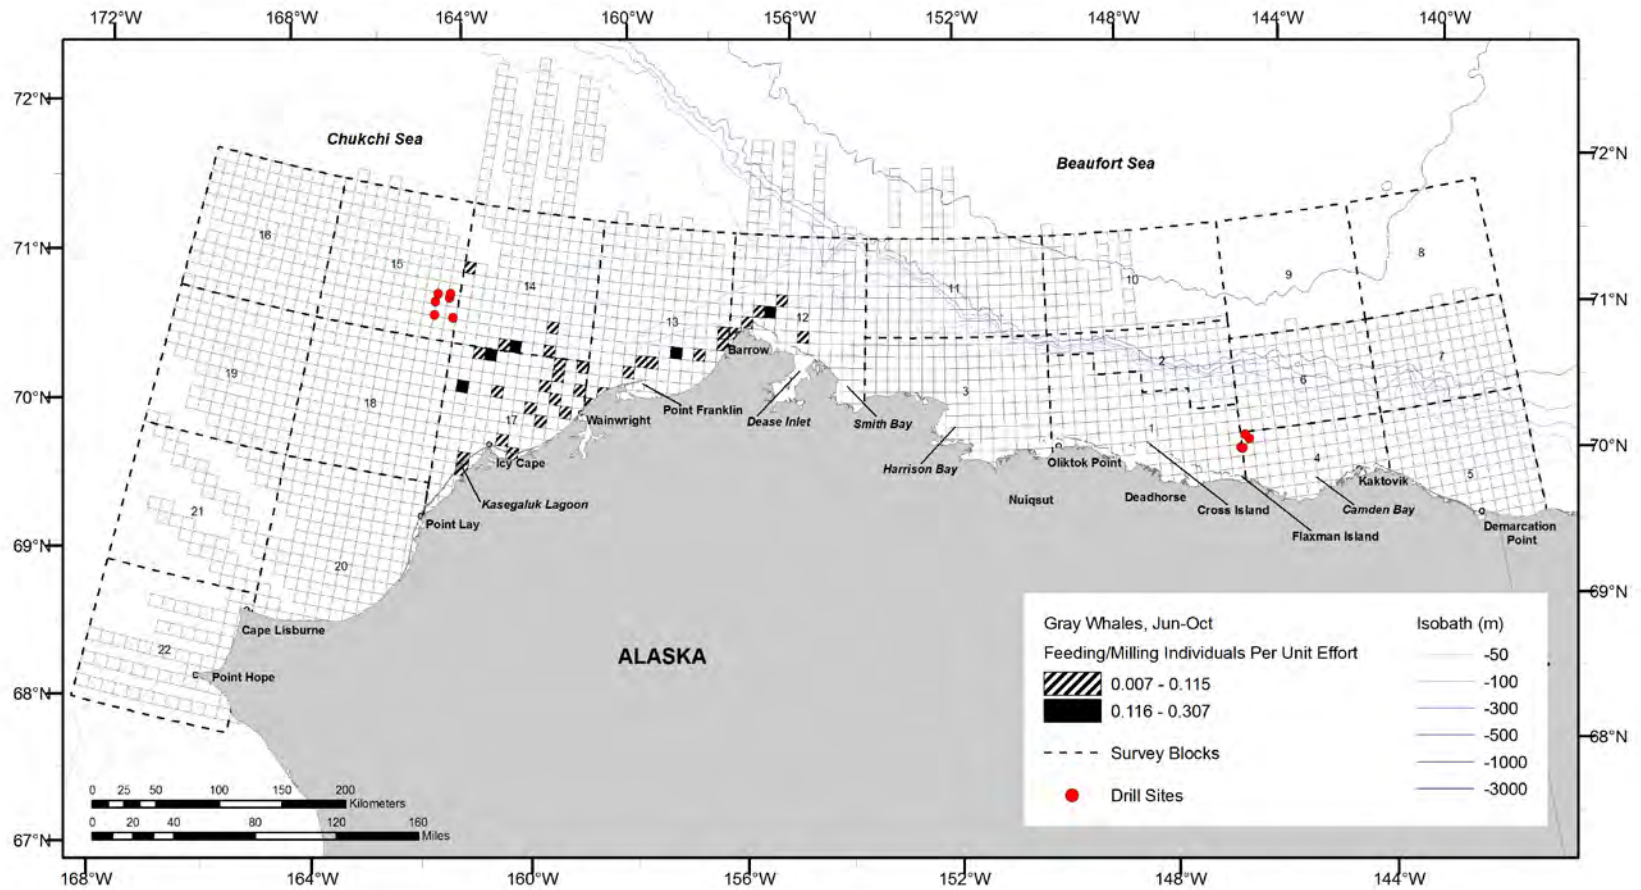 172°W 168°W 164°W 160°W 156°W 152°W 148°W 144°W 140°W
72°N
Chukchi Sea
Beaufort Sea
72°N
16
15
14
13
12
11
10
9
8
71°N
71°N
19
18
17
Barrow
3
2
1
6
7
4
5
70°N
Wainwright
Point Franklin
Dease Inlet
Smith Bay
Harrison Bay
70°N
Icy Cape
Kasegaluk Lagoon
Oliktok Point
Nuiqsut
Deadhorse
Cross Island
Flaxman Island
Camden Bay
Kaktovik
Demarcation
Point
21
Point Lay
69°N
20
69°N
Cape Lisburne
22
Point Hope
ALASKA
68°N
68°N
67°N
Gray Whales, Jun-Oct
Feeding/Milling Individuals Per Unit Effort
0.007 - 0.115
0.116 - 0.307
Survey Blocks
Drill Sites
Isobath (m)
-50
-100
-300
-500
-1000
-3000
0 25 50 100 150 200
Kilometers
0 20 40 80 120 160
Miles
168°W 164°W 160°W 156°W 152°W 148°W 144°W